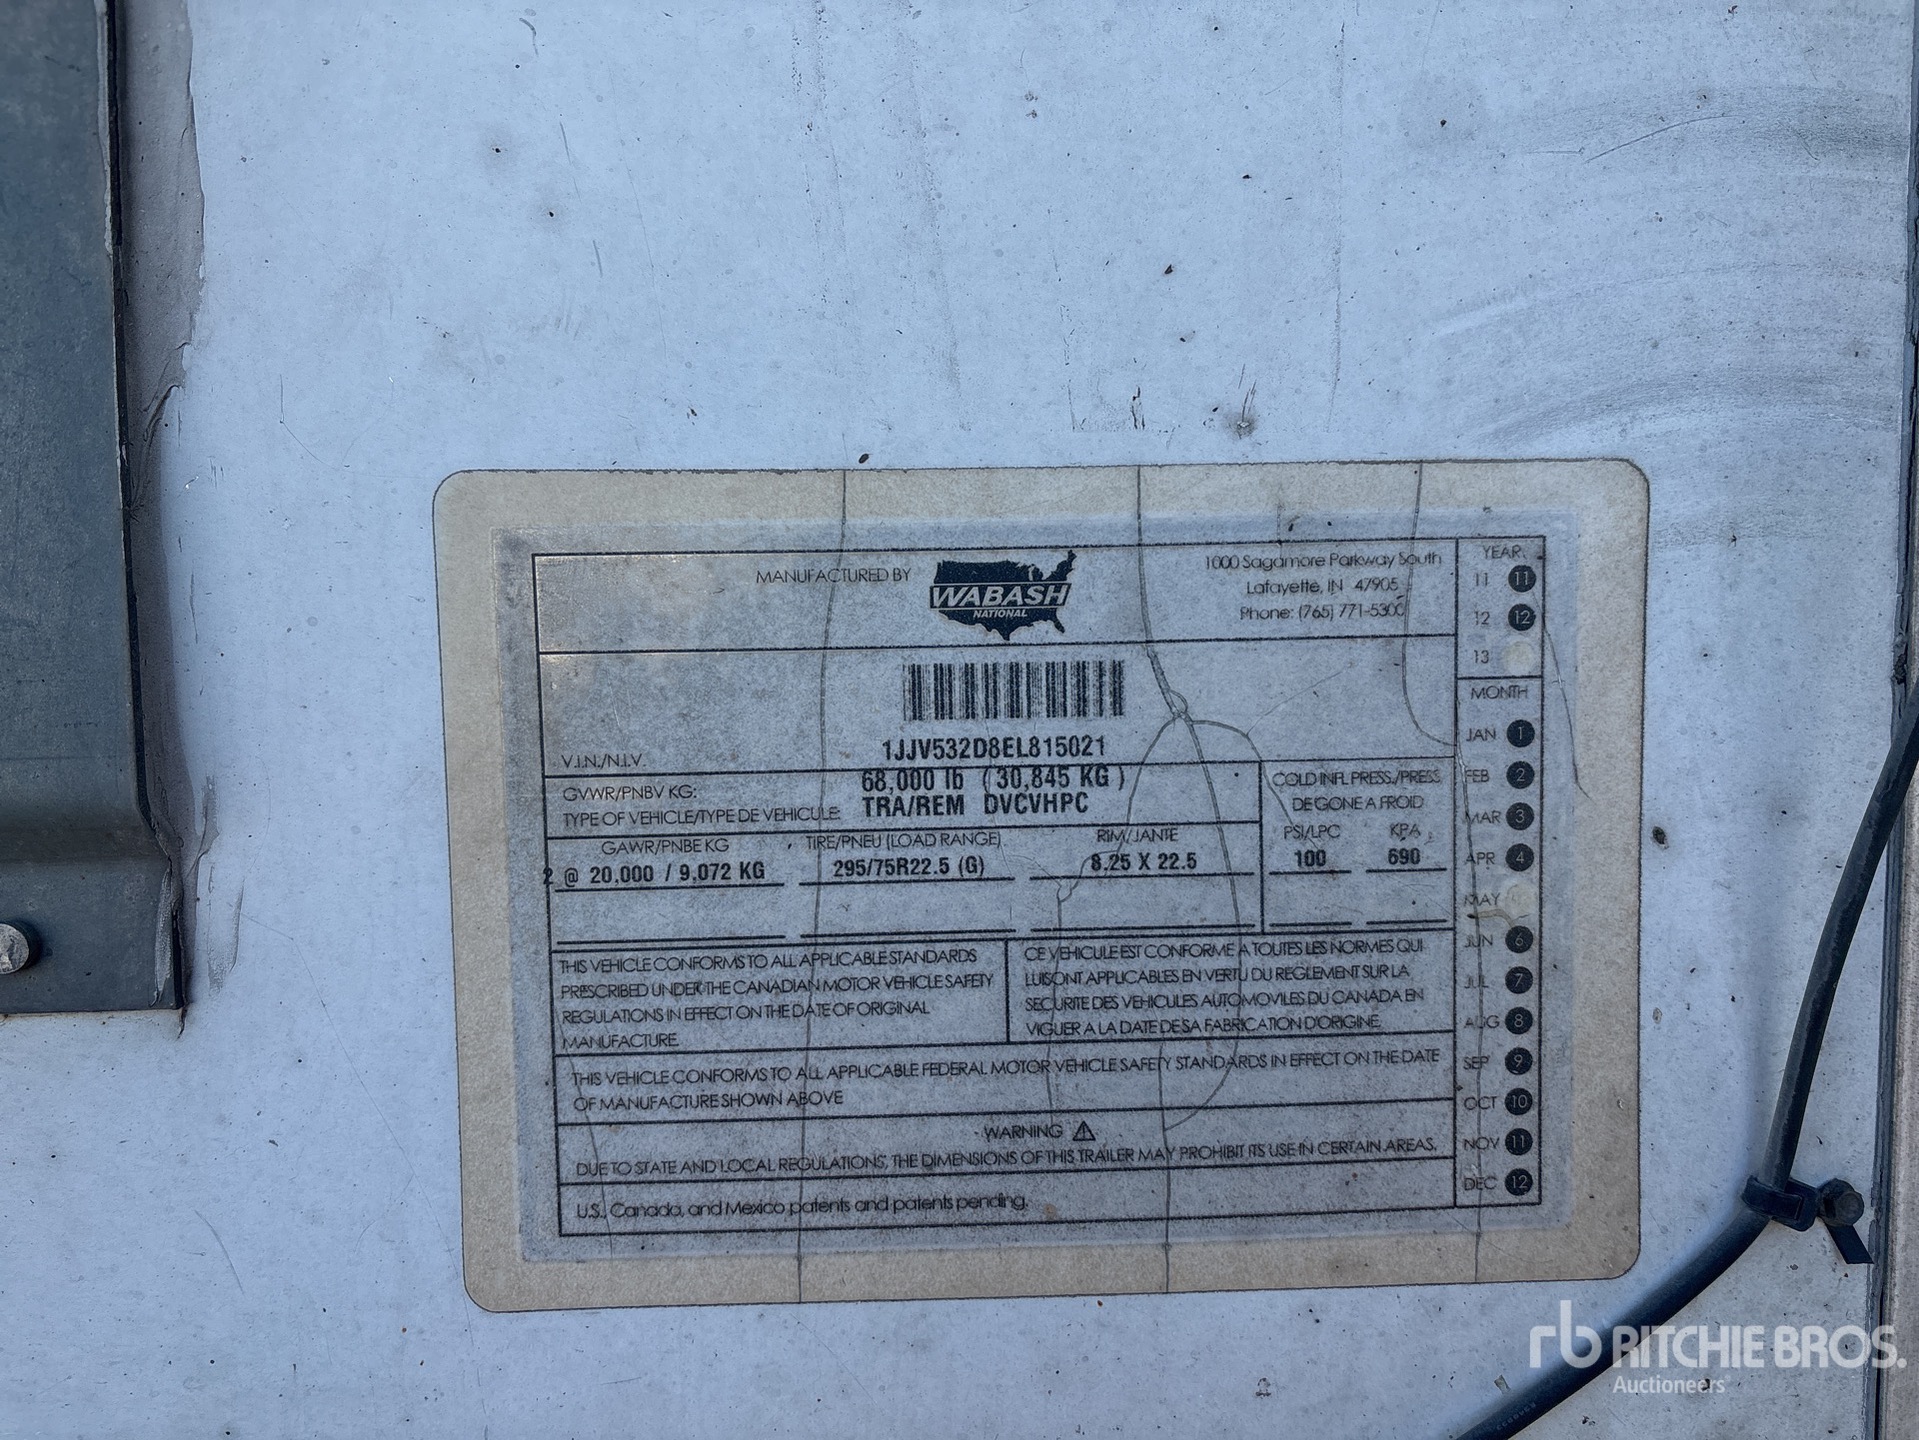 MANUFACTURED BY
WABASH
NATIONAL
1000 Sagamore Parkway South
Lafayette, IN 47905
Phone: (765) 771-5300
YEAR
11 11
12 12
13
V.I.N./N.I.V.
1JJV532D8EL815021
GVWR/PNBV KG: 68,000 lb ( 30,845 KG )
TYPE OF VEHICLE/TYPE DE VEHICULE: TRA/REM DVCVHPC
COLD INFL PRESS./PRESS.
DE GONE A FROID
GAWR/PNBE KG TIRE/PNEU (LOAD RANGE) RIM/JANTE PSI/LPC KPA
2 @ 20,000 / 9,072 KG 295/75R22.5 (G) 8.25 X 22.5 100 690
THIS VEHICLE CONFORMS TO ALL APPLICABLE STANDARDS
PRESCRIBED UNDER THE CANADIAN MOTOR VEHICLE SAFETY
REGULATIONS IN EFFECT ON THE DATE OF ORIGINAL
MANUFACTURE.
CE VEHICULE EST CONFORME A TOUTES LES NORMES QUI
LUI SONT APPLICABLES EN VERTU DU REGLEMENT SUR LA
SECURITE DES VEHICULES AUTOMOVILES DU CANADA EN
VIGUER A LA DATE DE SA FABRICATION D'ORIGINE.
THIS VEHICLE CONFORMS TO ALL APPLICABLE FEDERAL MOTOR VEHICLE SAFETY STANDARDS IN EFFECT ON THE DATE
OF MANUFACTURE SHOWN ABOVE
WARNING
DUE TO STATE AND LOCAL REGULATIONS, THE DIMENSIONS OF THIS TRAILER MAY PROHIBIT ITS USE IN CERTAIN AREAS.
U.S., Canada, and Mexico patents and patents pending.
MONTH
JAN 1
FEB 2
MAR 3
APR 4
MAY
JUN 6
JUL 7
AUG 8
SEP 9
OCT 10
NOV 11
DEC 12
rb RITCHIE BROS.
Auctioneers